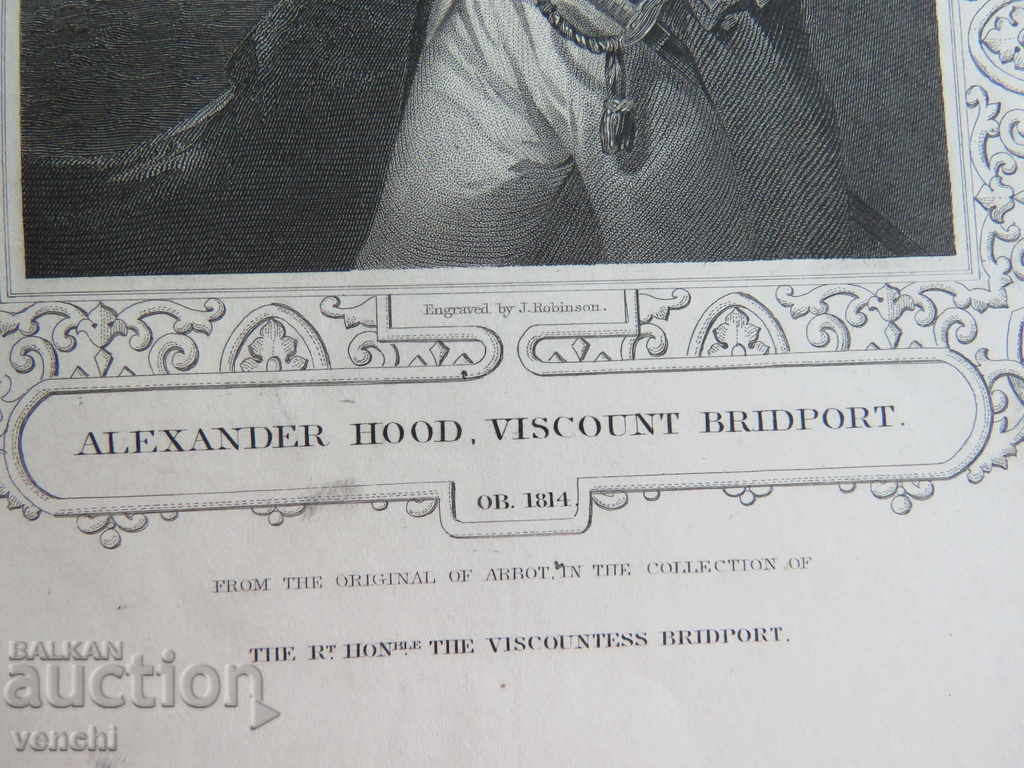 Engraved by J. Robinson.
ALEXANDER HOOD, VISCOUNT BRIDPORT.
OB. 1814,
FROM THE ORIGINAL OF ABBOT, IN THE COLLECTION OF
THE RT. HONBLE THE VISCOUNTESS BRIDPORT.
BALKAN
auction
venchi